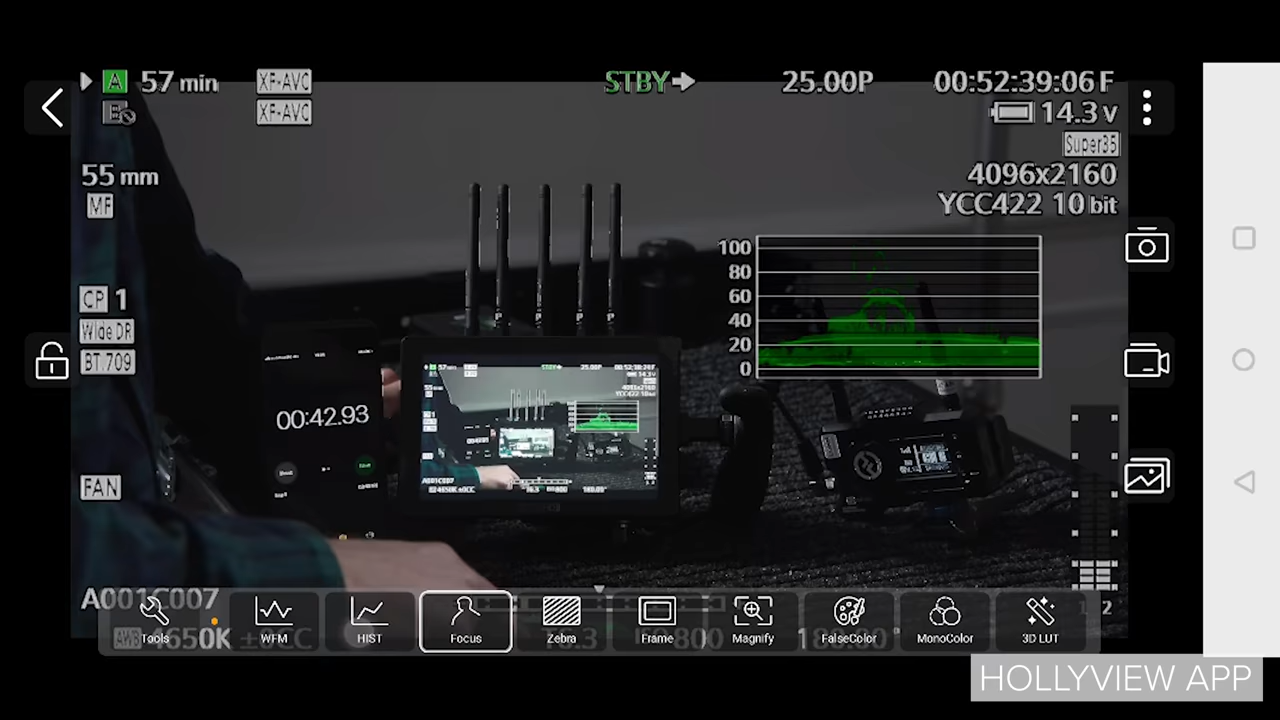 A 57 min XF-AVC STBY 25.00P 00:52:39:06 F
XF-AVC 14.3 V
Super35
55 mm 4096x2160
MF YCC422 10 bit
100
80
60
40
20
0
CP 1
Wide DR
BT.709
00:42.93
FAN
A001C007
Tools WFM HIST Focus Zebra Frame Magnify FalseColor MonoColor 3D LUT
HOLLYVIEW APP